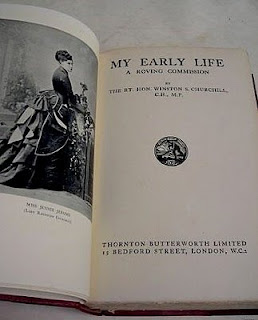 MISS JENNIE JEROME
(LADY RANDOLPH CHURCHILL)
MY EARLY LIFE
A ROVING COMMISSION
BY
THE RT. HON. WINSTON S. CHURCHILL,
C.H., M.P.
THORNTON BUTTERWORTH LIMITED
15 BEDFORD STREET, LONDON, W.C.2